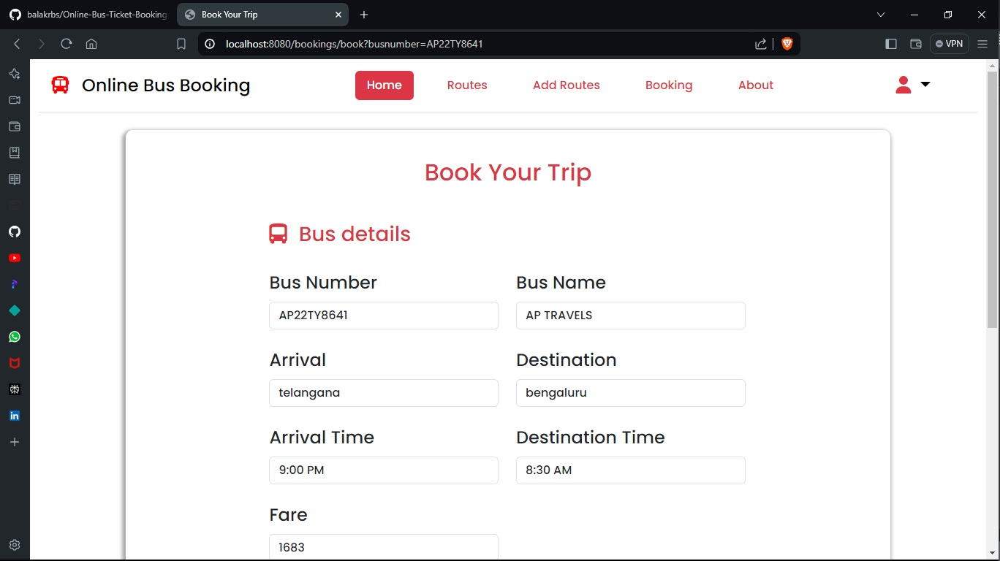 balakrbs/Online-Bus-Ticket-Booking
Book Your Trip
localhost:8080/bookings/book?busnumber=AP22TY8641
VPN
Online Bus Booking
Home
Routes
Add Routes
Booking
About
Book Your Trip
Bus details
Bus Number
Bus Name
AP22TY8641
AP TRAVELS
Arrival
Destination
telangana
bengaluru
Arrival Time
Destination Time
9:00 PM
8:30 AM
Fare
1683
in